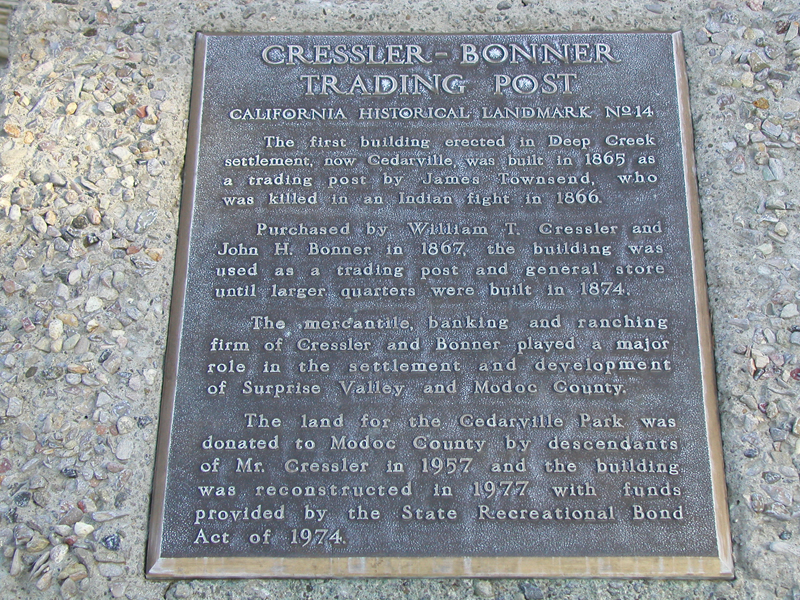 CRESSLER-BONNER
TRADING POST
CALIFORNIA HISTORICAL LANDMARK Nº 14
The first building erected in Deep Creek
settlement, now Cedarville, was built in 1865 as
a trading post by James Townsend, who
was killed in an Indian fight in 1866.
Purchased by William T. Cressler and
John H. Bonner in 1867, the building was
used as a trading post and general store
until larger quarters were built in 1874.
The mercantile, banking and ranching
firm of Cressler and Bonner played a major
role in the settlement and development
of Surprise Valley and Modoc County.
The land for the Cedarville Park was
donated to Modoc County by descendants
of Mr. Cressler in 1957 and the building
was reconstructed in 1977 with funds
provided by the State Recreational Bond
Act of 1974.